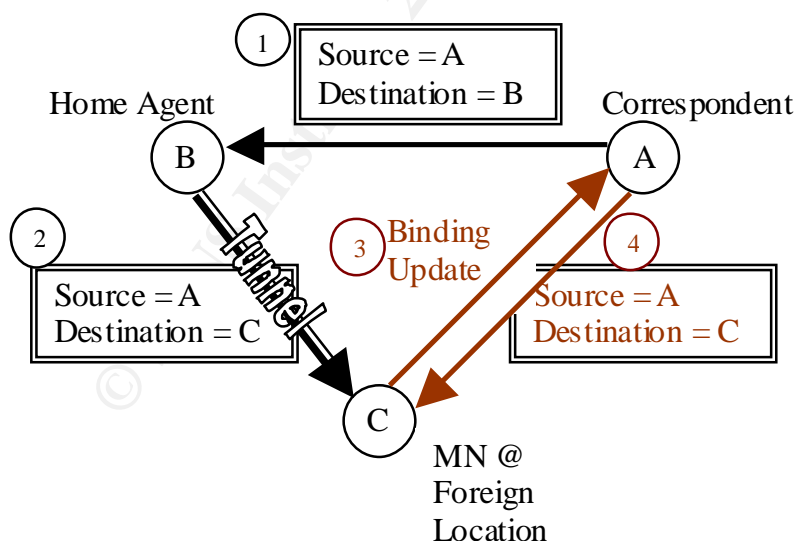 1
Source = A
Destination = B
Home Agent
Correspondent
B
A
2
Tunnel
3
Binding
Update
4
Source = A
Destination = C
Source = A
Destination = C
C
MN @
Foreign
Location